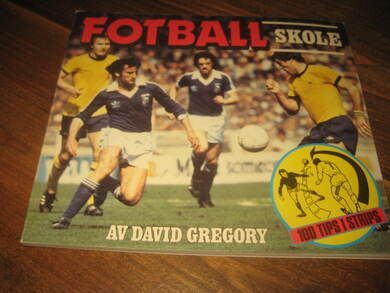 FOTBALL
SKOLE
AV DAVID GREGORY
100 TIPS I STRIPS